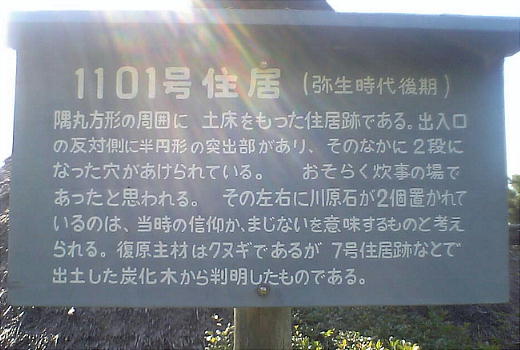 1101号住居(弥生時代後期)
隅丸方形の周囲に 土床をもった住居跡である。出入口
の反対側に半円形の突出部があり、そのなかに2段に
なった穴があけられている。 おそらく炊事の場で
あったと思われる。 その左右に川原石が2個置かれて
いるのは、当時の信仰か、まじないを意味するものと考え
られる。復原主材はクヌギであるが 7号住居跡などで
出土した炭化木から判明したものである。